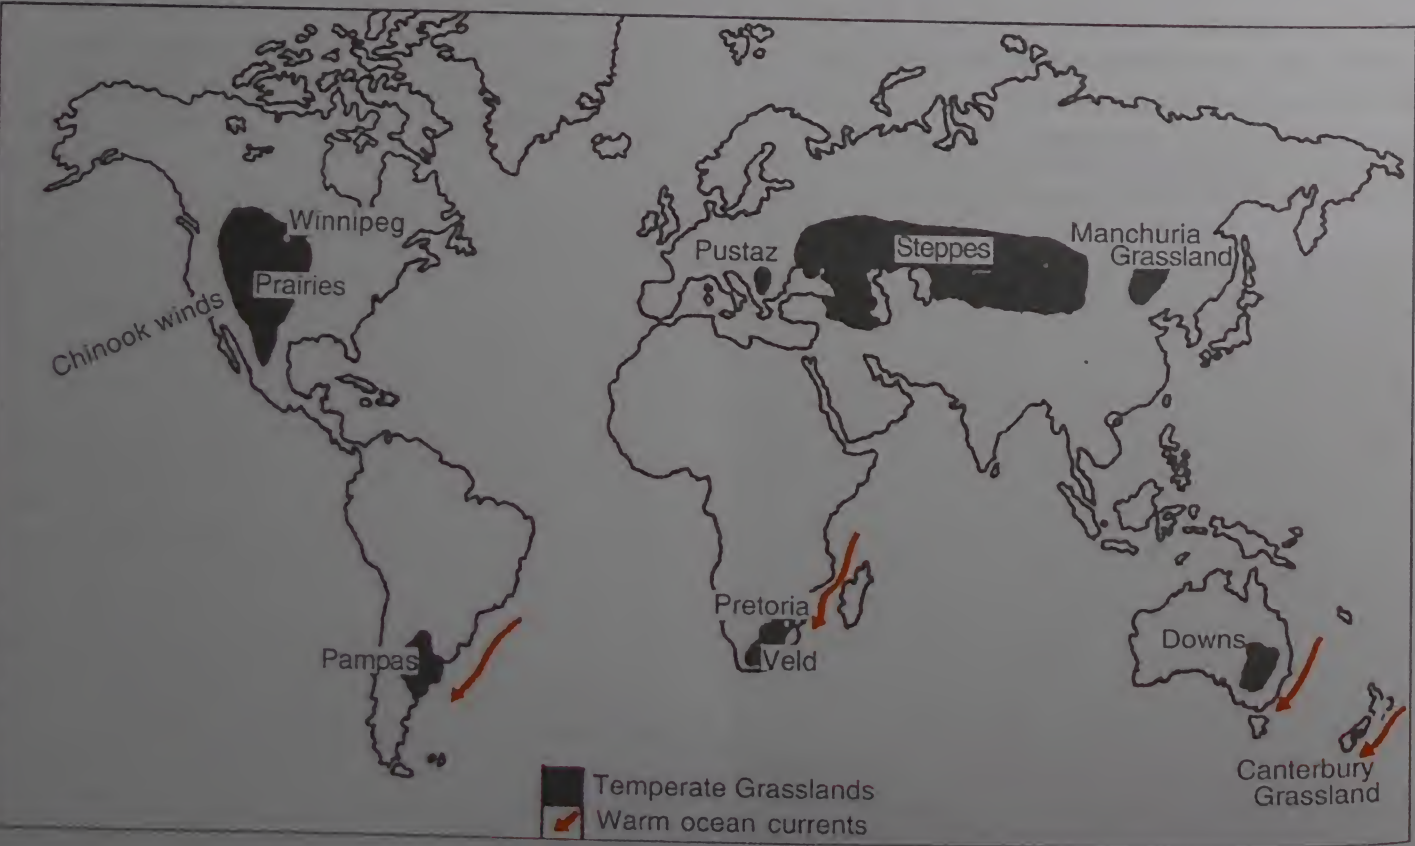 Winnipeg
Prairies
Chinook winds
Pustaz
Steppes
Manchuria
Grassland
Pampas
Pretoria
Veld
Downs
Canterbury
Grassland
Temperate Grasslands
Warm ocean currents